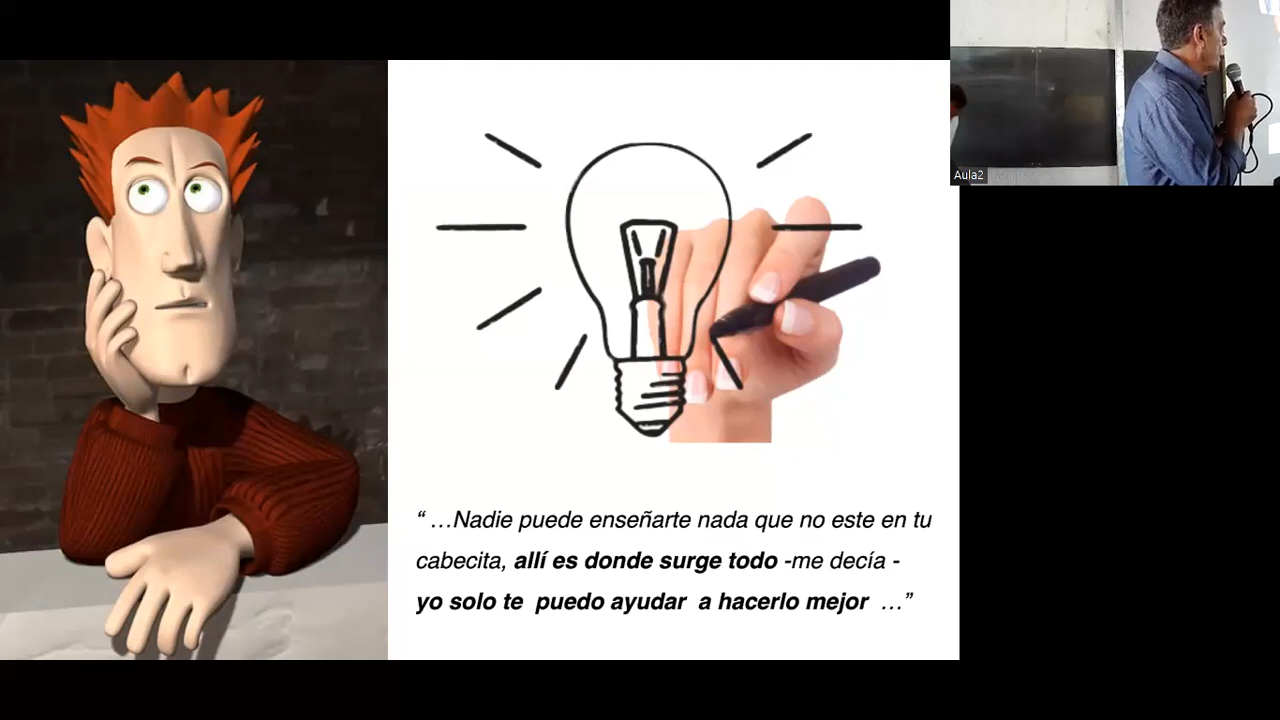 “ …Nadie puede enseñarte nada que no este en tu
cabecita, allí es donde surge todo -me decía -
yo solo te puedo ayudar a hacerlo mejor …”
Aula2